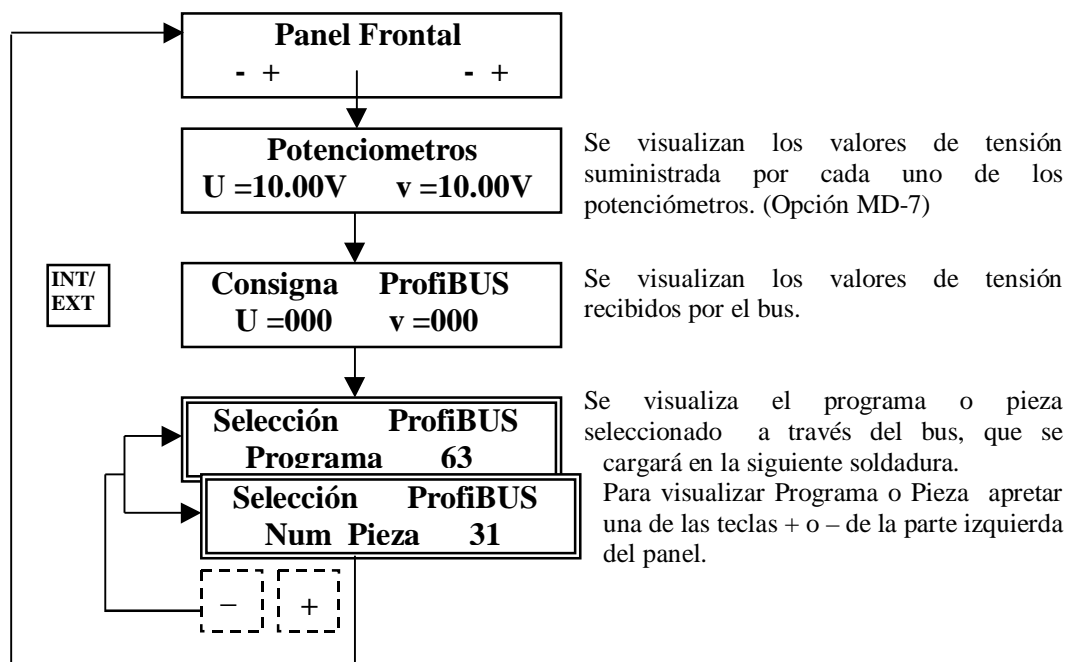 Panel Frontal
- + - +
Potenciometros
U =10.00V v =10.00V
Se visualizan los valores de tensión
suministrada por cada uno de los
potenciómetros. (Opción MD-7)
INT/
EXT
Consigna ProfiBUS
U =000 v =000
Se visualizan los valores de tensión
recibidos por el bus.
Selección ProfiBUS
Programa 63
Selección ProfiBUS
Num Pieza 31
Se visualiza el programa o pieza
seleccionado a través del bus, que se
cargará en la siguiente soldadura.
Para visualizar Programa o Pieza apretar
una de las teclas + o – de la parte izquierda
del panel.
− +